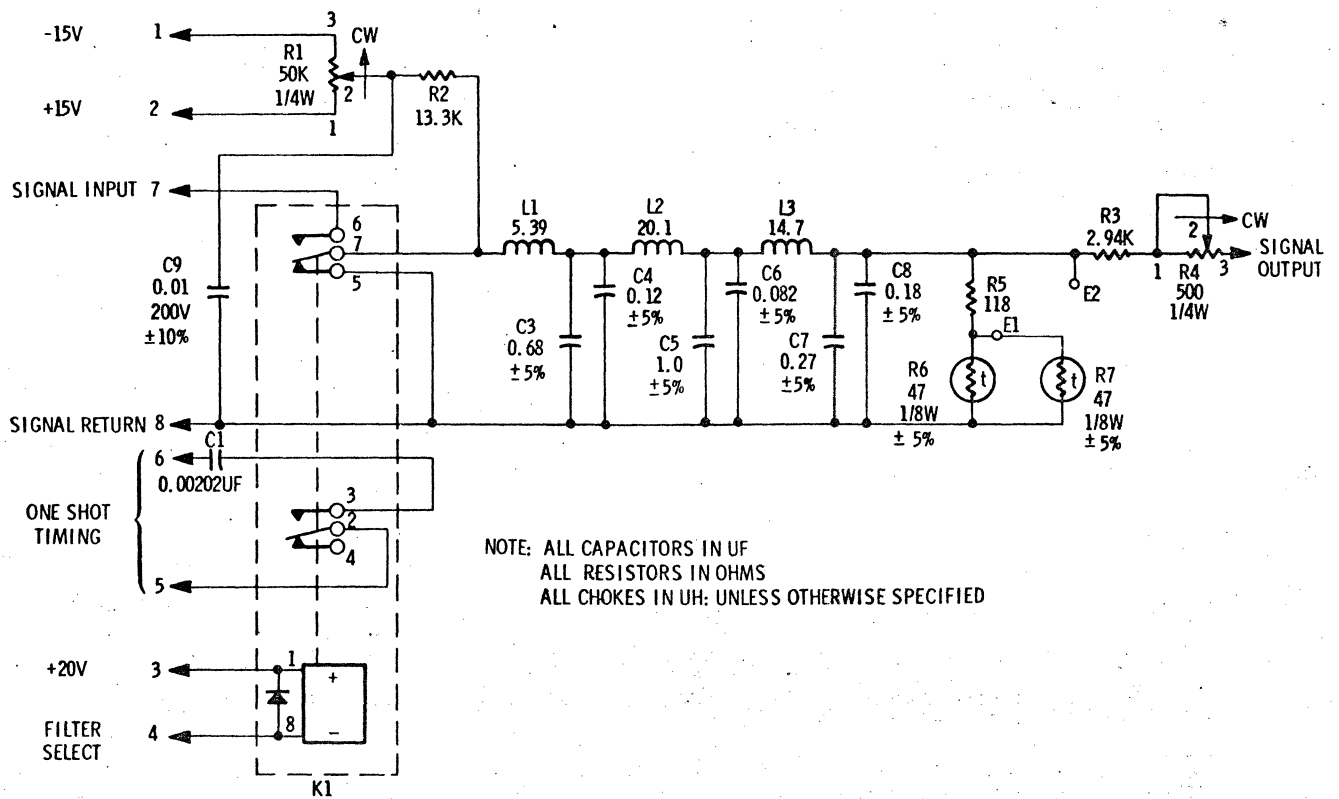 -15V 1
3
CW
R1
50K
1/4W
2
R2
13.3K
+15V 2
1
SIGNAL INPUT 7
6
7
5
C9
0.01
200V
±10%
L1
5.39
L2
20.1
L3
14.7
C3
0.68
±5%
C4
0.12
±5%
C5
1.0
±5%
C6
0.082
±5%
C7
0.27
±5%
C8
0.18
±5%
R5
118
E1
E2
R3
2.94K
CW
2
1
3
R4
500
1/4W
SIGNAL
OUTPUT
R6
47
1/8W
± 5%
R7
47
1/8W
± 5%
SIGNAL RETURN 8
C1
6
0.00202UF
ONE SHOT
TIMING
3
2
4
5
NOTE: ALL CAPACITORS IN UF
ALL RESISTORS IN OHMS
ALL CHOKES IN UH: UNLESS OTHERWISE SPECIFIED
+20V 3
1
+
FILTER
SELECT
4
8
−
K1